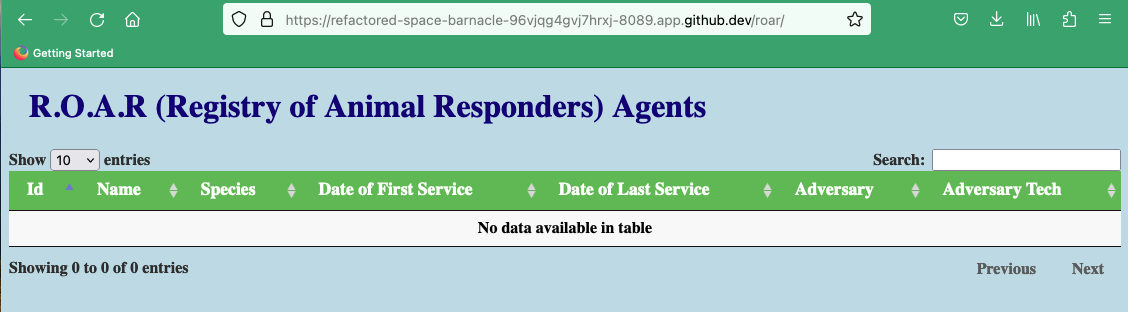 https://refactored-space-barnacle-96vjqg4gvj7hrxj-8089.app.github.dev/roar/
Getting Started
R.O.A.R (Registry of Animal Responders) Agents
Show 10 entries Search:
Id Name Species Date of First Service Date of Last Service Adversary Adversary Tech
No data available in table
Showing 0 to 0 of 0 entries Previous Next